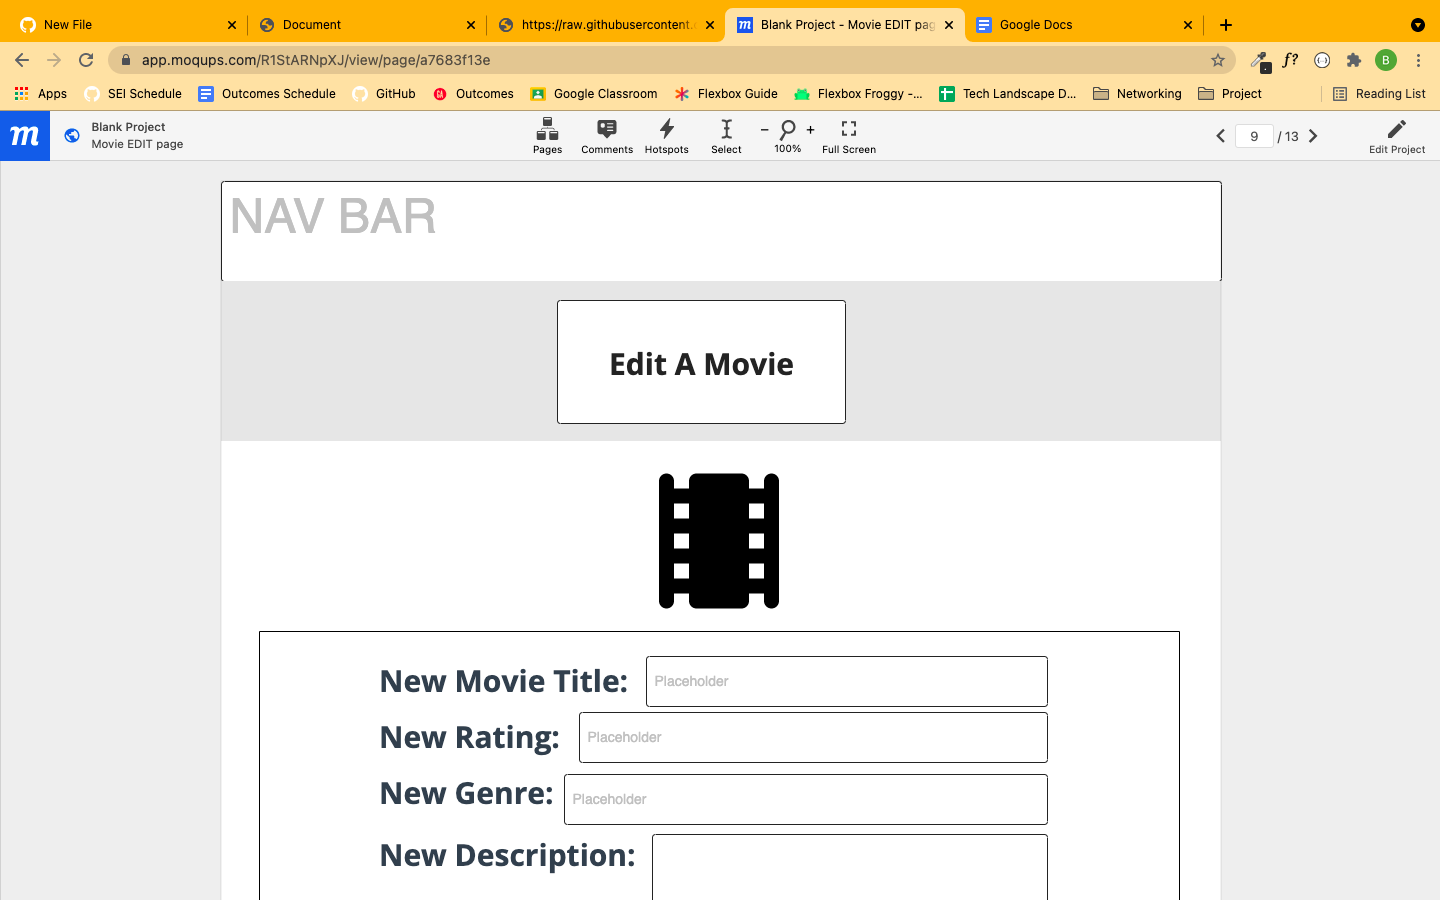 New File
Document
https://raw.githubusercontent.
Blank Project - Movie EDIT pag
Google Docs
app.moqups.com/R1StARNpXJ/view/page/a7683f13e
f?
B
Apps
SEI Schedule
Outcomes Schedule
GitHub
GA
Outcomes
Google Classroom
Flexbox Guide
Flexbox Froggy -...
Tech Landscape D...
Networking
Project
Reading List
m
Blank Project
Movie EDIT page
Pages
Comments
Hotspots
Select
100%
Full Screen
9 / 13
Edit Project
NAV BAR
Edit A Movie
New Movie Title: Placeholder
New Rating: Placeholder
New Genre: Placeholder
New Description: